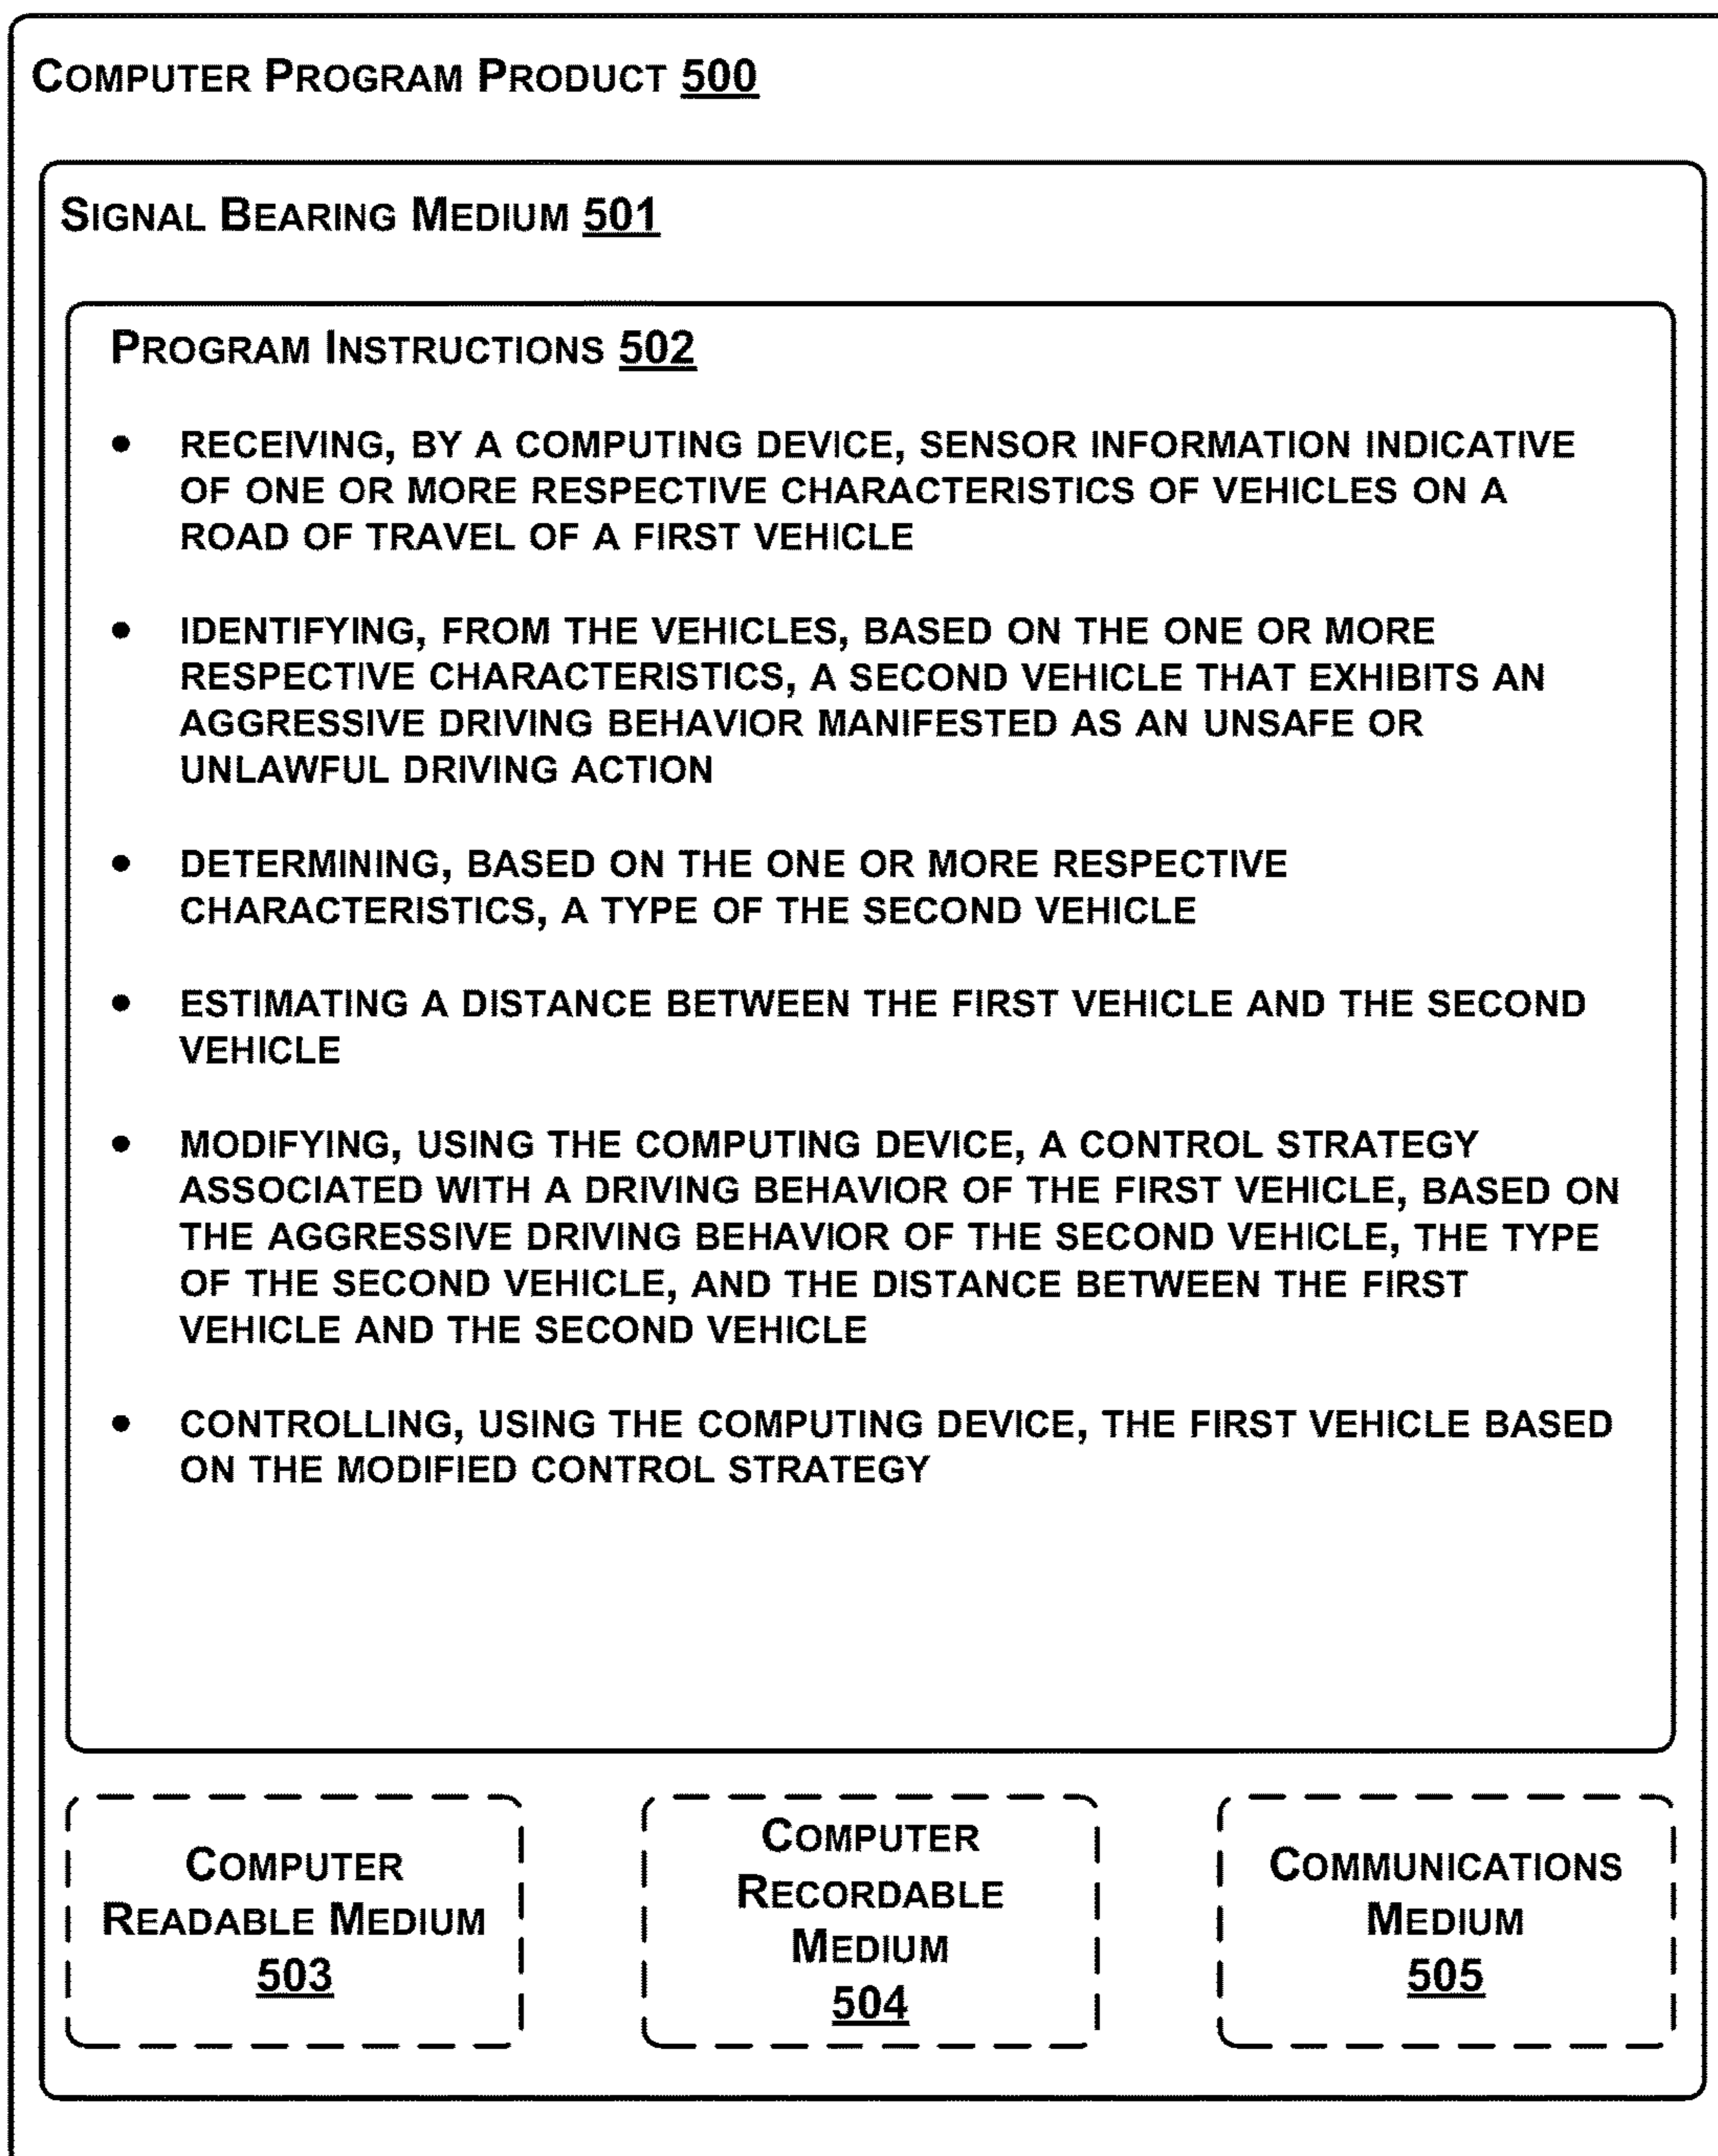 COMPUTER PROGRAM PRODUCT 500
SIGNAL BEARING MEDIUM 501
PROGRAM INSTRUCTIONS 502
• RECEIVING, BY A COMPUTING DEVICE, SENSOR INFORMATION INDICATIVE
OF ONE OR MORE RESPECTIVE CHARACTERISTICS OF VEHICLES ON A
ROAD OF TRAVEL OF A FIRST VEHICLE
• IDENTIFYING, FROM THE VEHICLES, BASED ON THE ONE OR MORE
RESPECTIVE CHARACTERISTICS, A SECOND VEHICLE THAT EXHIBITS AN
AGGRESSIVE DRIVING BEHAVIOR MANIFESTED AS AN UNSAFE OR
UNLAWFUL DRIVING ACTION
• DETERMINING, BASED ON THE ONE OR MORE RESPECTIVE
CHARACTERISTICS, A TYPE OF THE SECOND VEHICLE
• ESTIMATING A DISTANCE BETWEEN THE FIRST VEHICLE AND THE SECOND
VEHICLE
• MODIFYING, USING THE COMPUTING DEVICE, A CONTROL STRATEGY
ASSOCIATED WITH A DRIVING BEHAVIOR OF THE FIRST VEHICLE, BASED ON
THE AGGRESSIVE DRIVING BEHAVIOR OF THE SECOND VEHICLE, THE TYPE
OF THE SECOND VEHICLE, AND THE DISTANCE BETWEEN THE FIRST
VEHICLE AND THE SECOND VEHICLE
• CONTROLLING, USING THE COMPUTING DEVICE, THE FIRST VEHICLE BASED
ON THE MODIFIED CONTROL STRATEGY
COMPUTER
READABLE MEDIUM
503
COMPUTER
RECORDABLE
MEDIUM
504
COMMUNICATIONS
MEDIUM
505